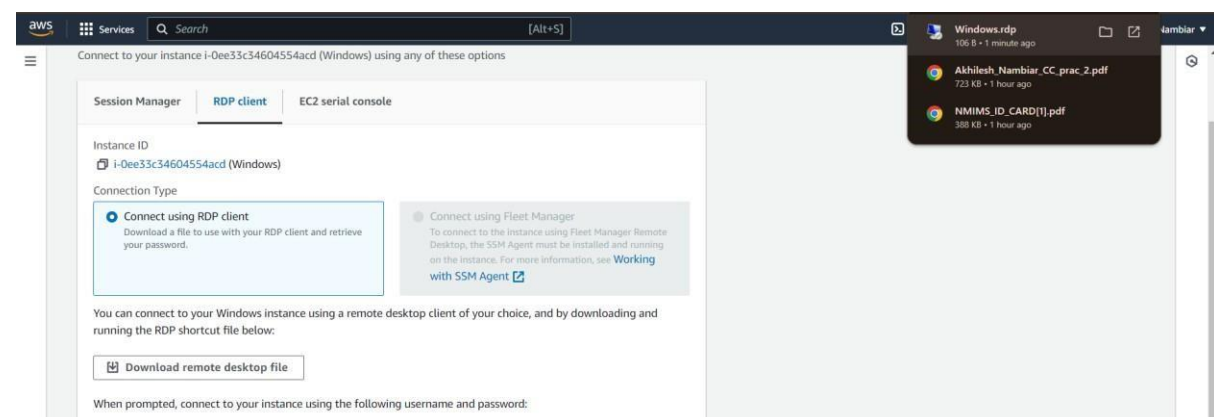 aws
Services
Search
[Alt+S]
Nambiar ▾
Windows.rdp
106 B • 1 minute ago
Akhilesh_Nambiar_CC_prac_2.pdf
723 KB • 1 hour ago
NMIMS_ID_CARD[1].pdf
388 KB • 1 hour ago
Connect to your instance i-0ee33c34604554acd (Windows) using any of these options
Session Manager
RDP client
EC2 serial console
Instance ID
i-0ee33c34604554acd (Windows)
Connection Type
Connect using RDP client
Download a file to use with your RDP client and retrieve
your password.
Connect using Fleet Manager
To connect to the instance using Fleet Manager Remote
Desktop, the SSM Agent must be installed and running
on the instance. For more information, see Working
with SSM Agent
You can connect to your Windows instance using a remote desktop client of your choice, and by downloading and
running the RDP shortcut file below:
Download remote desktop file
When prompted, connect to your instance using the following username and password: